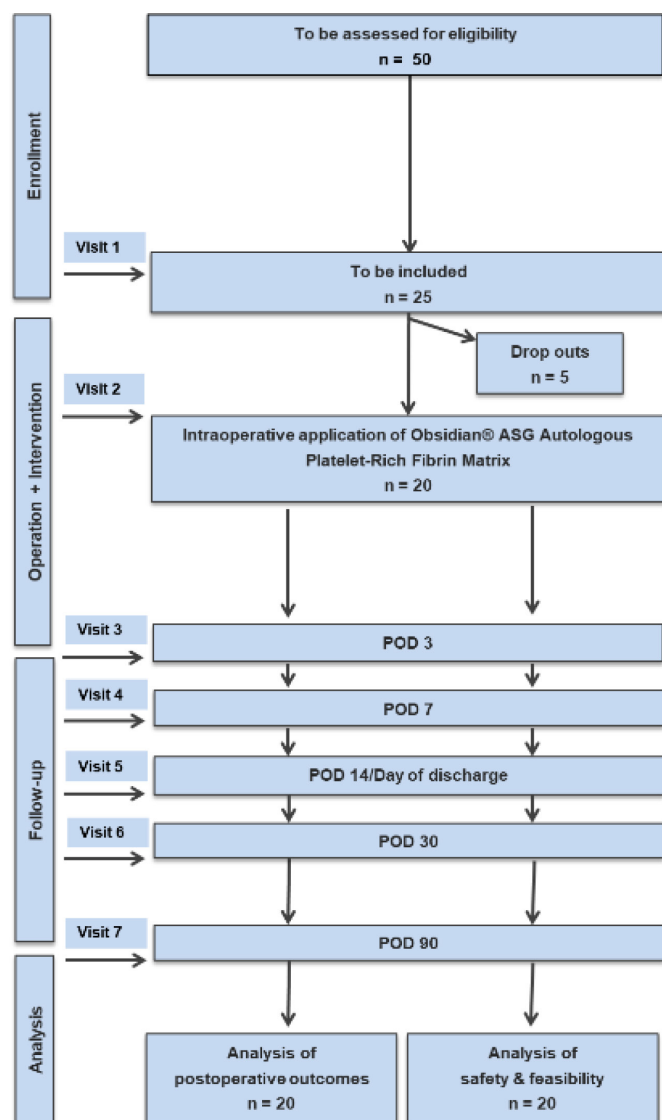 To be assessed for eligibility
n = 50
Enrollment
Visit 1
To be included
n = 25
Drop outs
n = 5
Operation + Intervention
Visit 2
Intraoperative application of Obsidian® ASG Autologous
Platelet-Rich Fibrin Matrix
n = 20
Visit 3
POD 3
Follow-up
Visit 4
POD 7
Visit 5
POD 14/Day of discharge
Visit 6
POD 30
Visit 7
POD 90
Analysis
Analysis of
postoperative outcomes
n = 20
Analysis of
safety & feasibility
n = 20